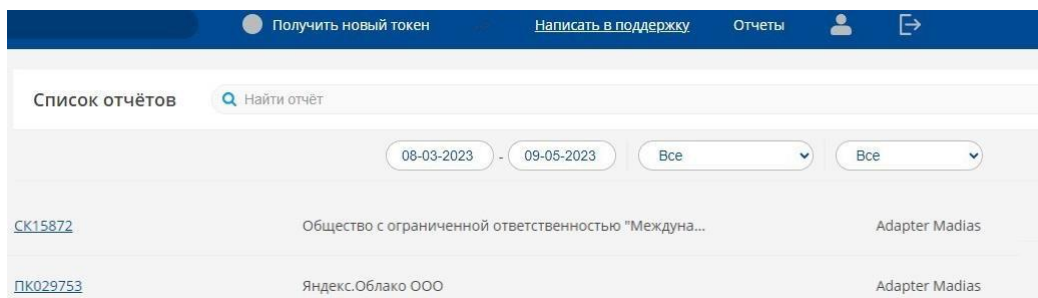 Получить новый токен Написать в поддержку Отчеты
Список отчётов Найти отчёт
08-03-2023 - 09-05-2023 Все Все
СК15872 Общество с ограниченной ответственностью "Междуна... Adapter Madias
ПК029753 Яндекс.Облако ООО Adapter Madias